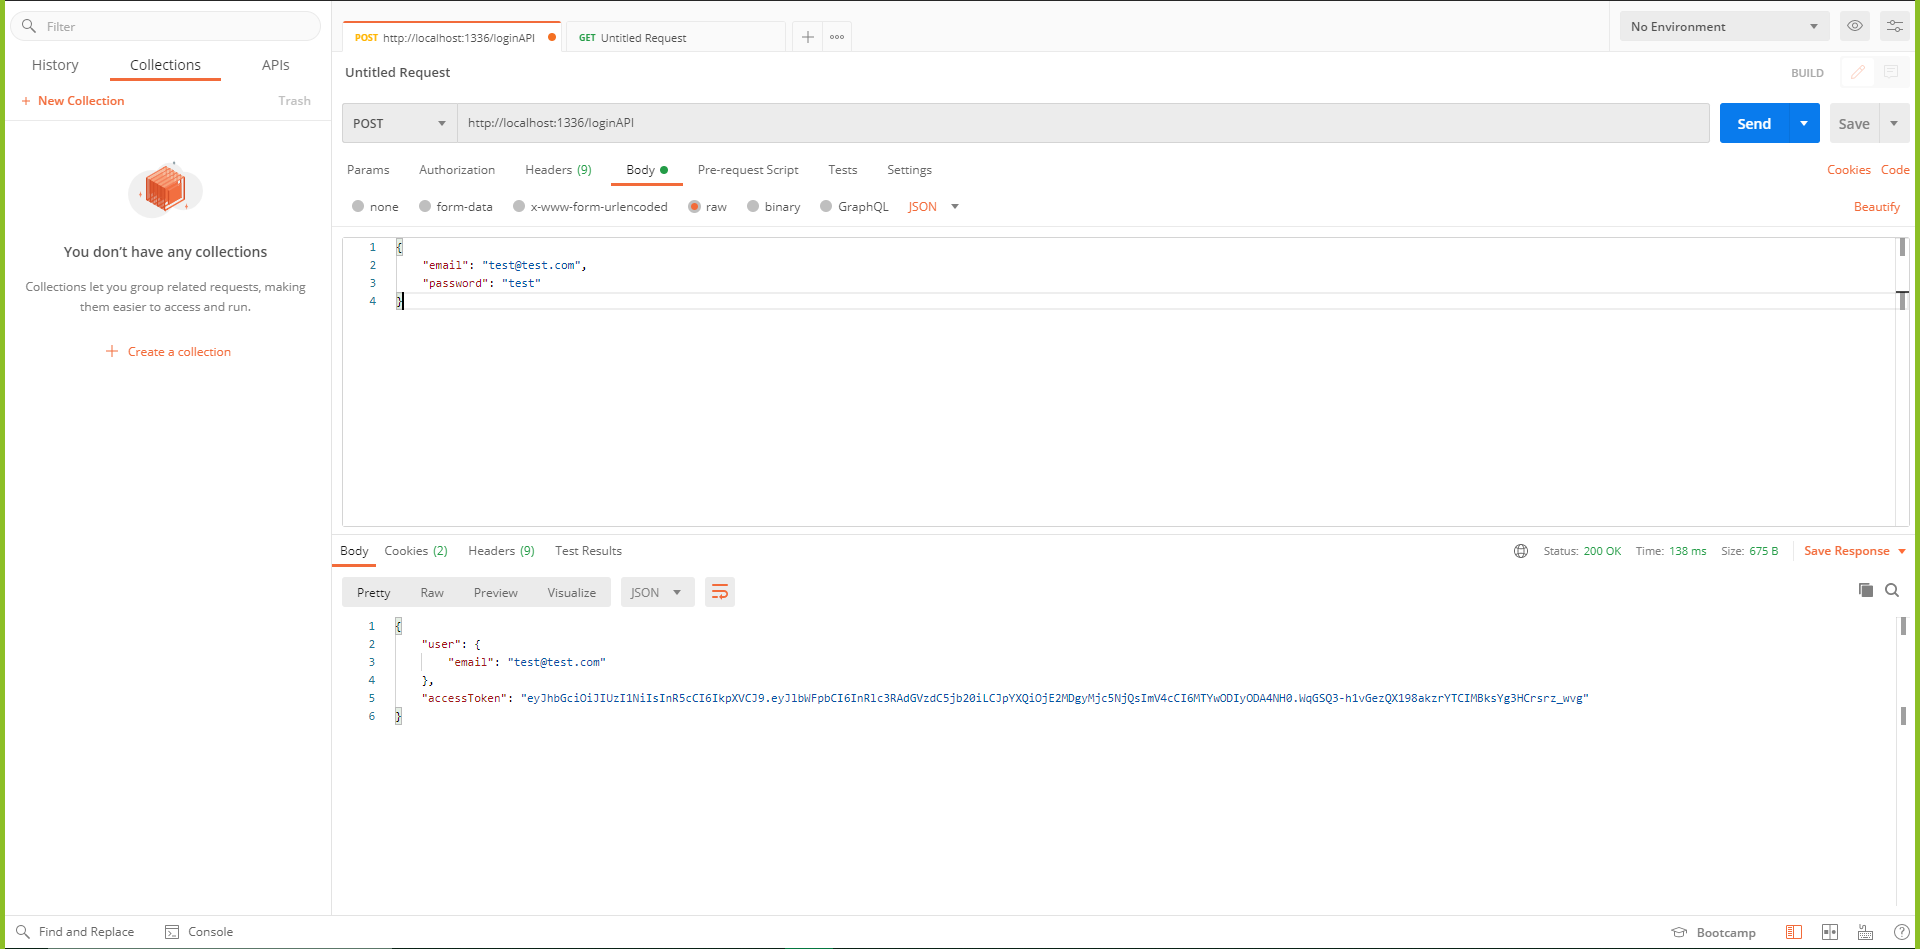 Filter
History Collections APIs
+ New Collection Trash
You don’t have any collections
Collections let you group related requests, making
them easier to access and run.
+ Create a collection
POST http://localhost:1336/loginAPI
GET Untitled Request
No Environment
Untitled Request
BUILD
POST http://localhost:1336/loginAPI
Send Save
Params Authorization Headers (9) Body Pre-request Script Tests Settings
Cookies Code
none form-data x-www-form-urlencoded raw binary GraphQL JSON
Beautify
1 {
2 "email": "test@test.com",
3 "password": "test"
4 }
Body Cookies (2) Headers (9) Test Results
Status: 200 OK Time: 138 ms Size: 675 B Save Response
Pretty Raw Preview Visualize JSON
1 {
2 "user": {
3 "email": "test@test.com"
4 },
5 "accessToken": "eyJhbGciOiJIUzI1NiIsInR5cCI6IkpXVCJ9.eyJlbWFpbCI6InRlc3RAdGVzdC5jb20iLCJpYXQiOjE2MDgyMjc5NjQsImV4cCI6MTYwODIyODA4NH0.WqGSQ3-h1vGezQX198akzrYTCIMBksYg3HCrsrz_wvg"
6 }
Find and Replace Console
Bootcamp